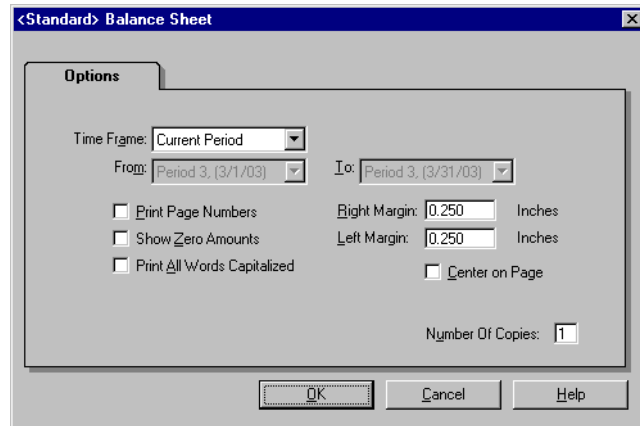 <Standard> Balance Sheet
Options
Time Frame: Current Period
From: Period 3, (3/1/03) To: Period 3, (3/31/03)
Print Page Numbers Right Margin: 0.250 Inches
Show Zero Amounts Left Margin: 0.250 Inches
Print All Words Capitalized
Center on Page
Number Of Copies: 1
OK Cancel Help